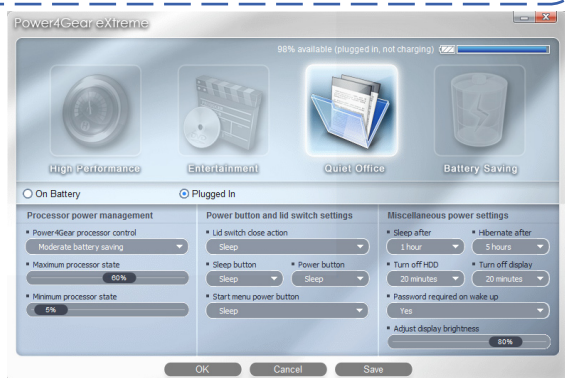 Power4Gear eXtreme
98% available (plugged in, not charging)
High Performance
Entertainment
Quiet Office
Battery Saving
On Battery
Plugged In
Processor power management
Power4Gear processor control
Moderate battery saving
Maximum processor state
60%
Minimum processor state
5%
Power button and lid switch settings
Lid switch close action
Sleep
Sleep button
Power button
Sleep
Sleep
Start menu power button
Sleep
Miscellaneous power settings
Sleep after
Hibernate after
1 hour
5 hours
Turn off HDD
Turn off display
20 minutes
20 minutes
Password required on wake up
Yes
Adjust display brightness
80%
OK
Cancel
Save